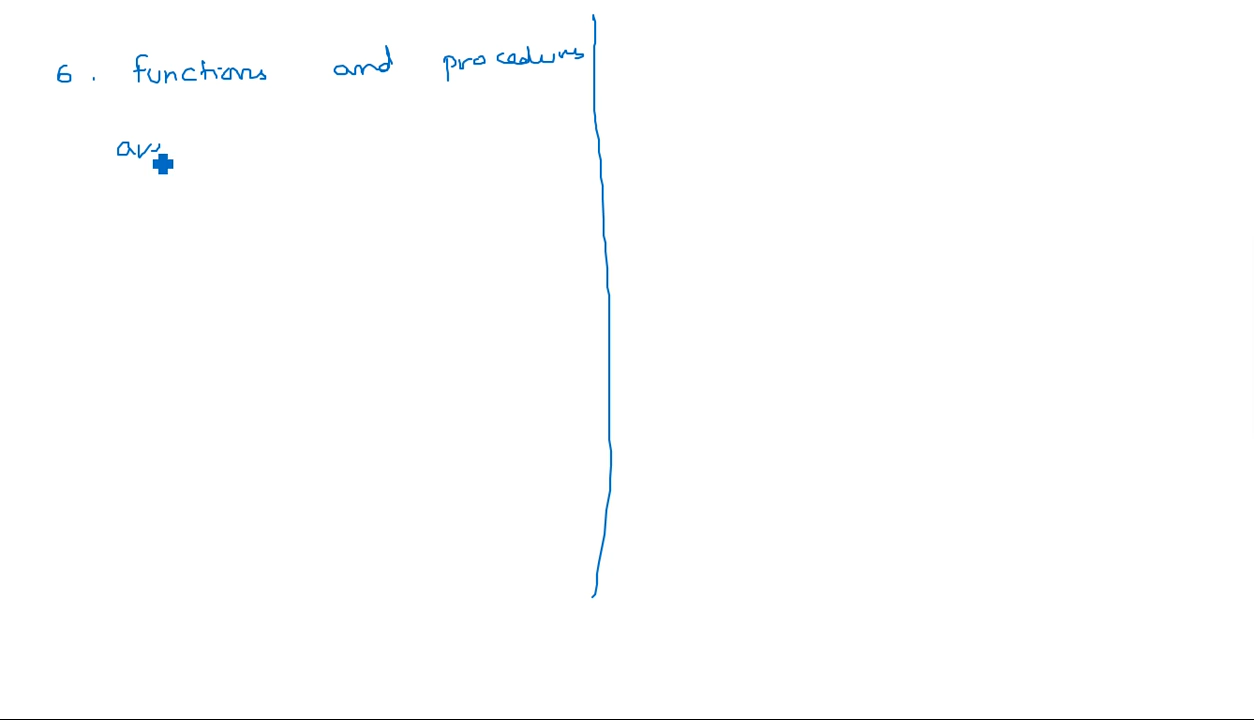 6. functions and procedures